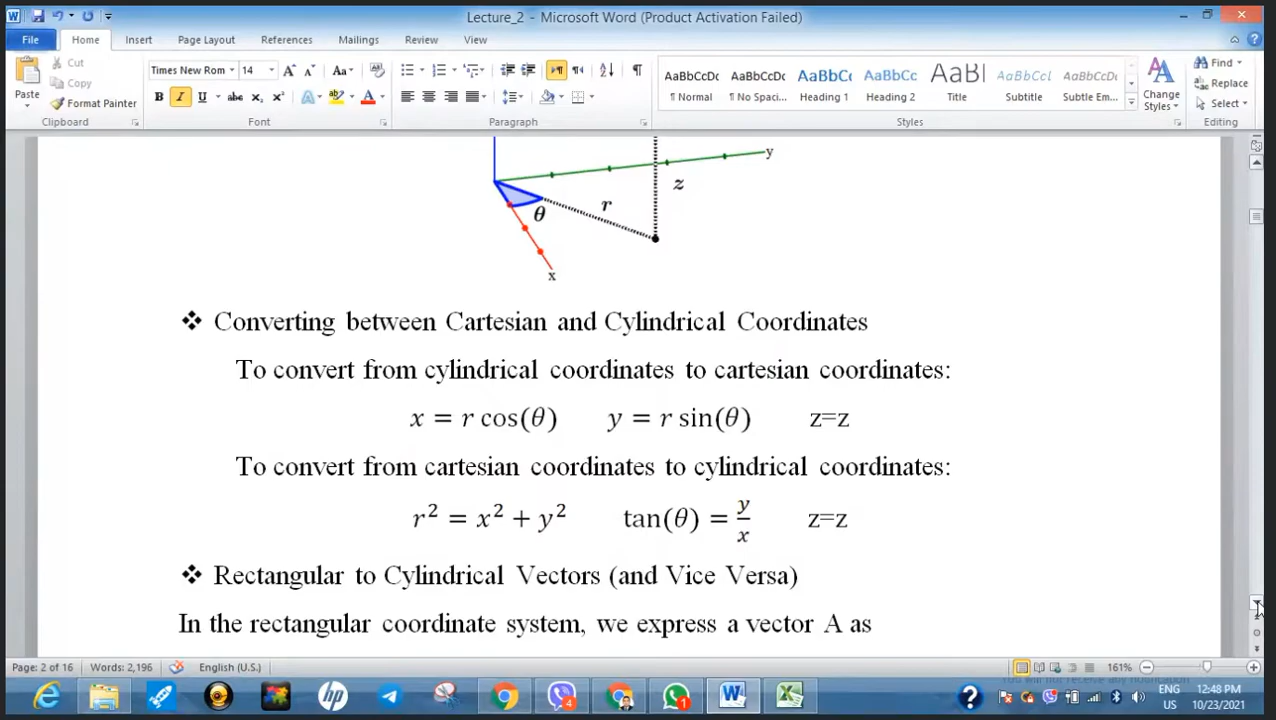 Lecture_2 - Microsoft Word (Product Activation Failed)
File Home Insert Page Layout References Mailings Review View
Cut
Copy
Format Painter
Paste
Clipboard
Times New Rom 14
Font
Paragraph
AaBbCcDc AaBbCcDc AaBbC AaBbCc AaBl AaBbCc AaBbCcDc
¶ Normal ¶ No Spaci... Heading 1 Heading 2 Title Subtitle Subtle Em...
Styles
Change
Styles
Find
Replace
Select
Editing
y
z
r
θ
x
❖ Converting between Cartesian and Cylindrical Coordinates
To convert from cylindrical coordinates to cartesian coordinates:
x = r cos(θ) y = r sin(θ) z=z
To convert from cartesian coordinates to cylindrical coordinates:
r² = x² + y² tan(θ) = y/x z=z
❖ Rectangular to Cylindrical Vectors (and Vice Versa)
In the rectangular coordinate system, we express a vector A as
Page: 2 of 16 Words: 2,196 English (U.S.) 161%
ENG 12:48 PM
US 10/23/2021